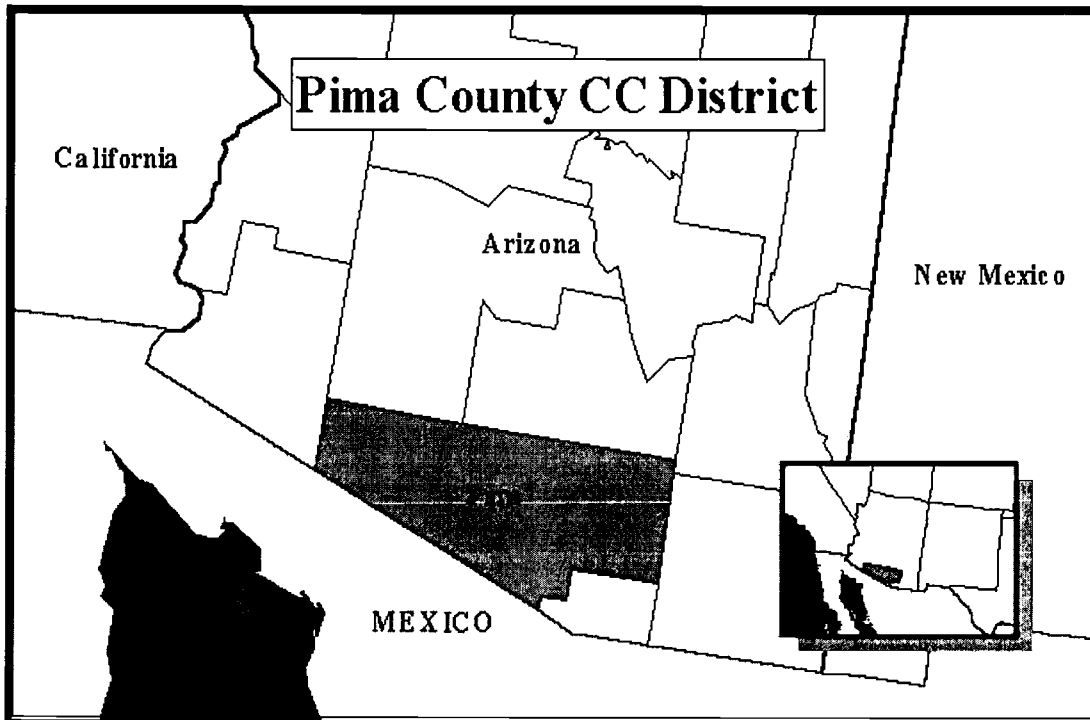 Pima County CC District
California
Arizona
New Mexico
MEXICO